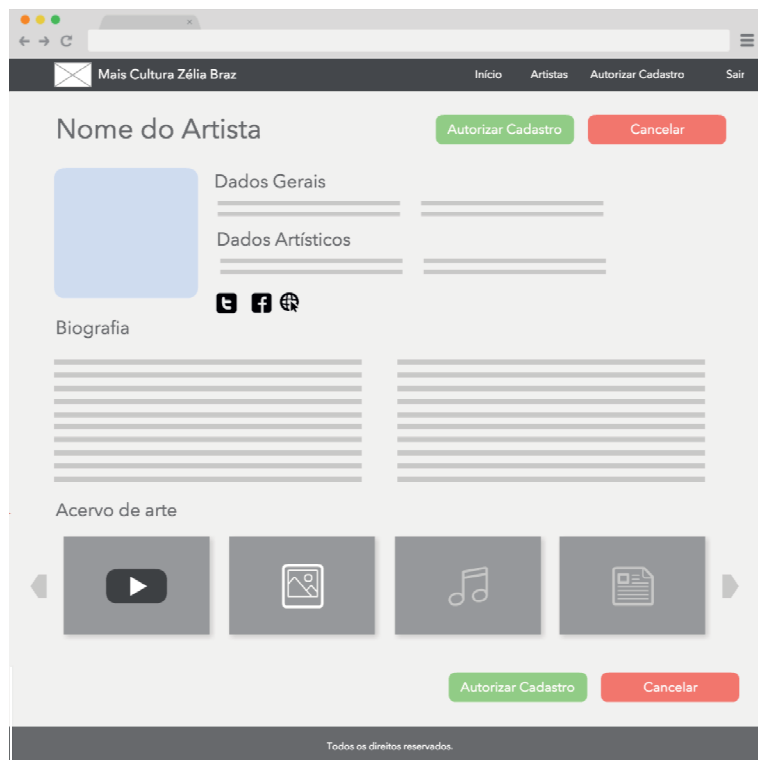 Mais Cultura Zélia Braz Início Artistas Autorizar Cadastro Sair
Nome do Artista Autorizar Cadastro Cancelar
Dados Gerais
Dados Artísticos
Biografia
Acervo de arte
Autorizar Cadastro Cancelar
Todos os direitos reservados.